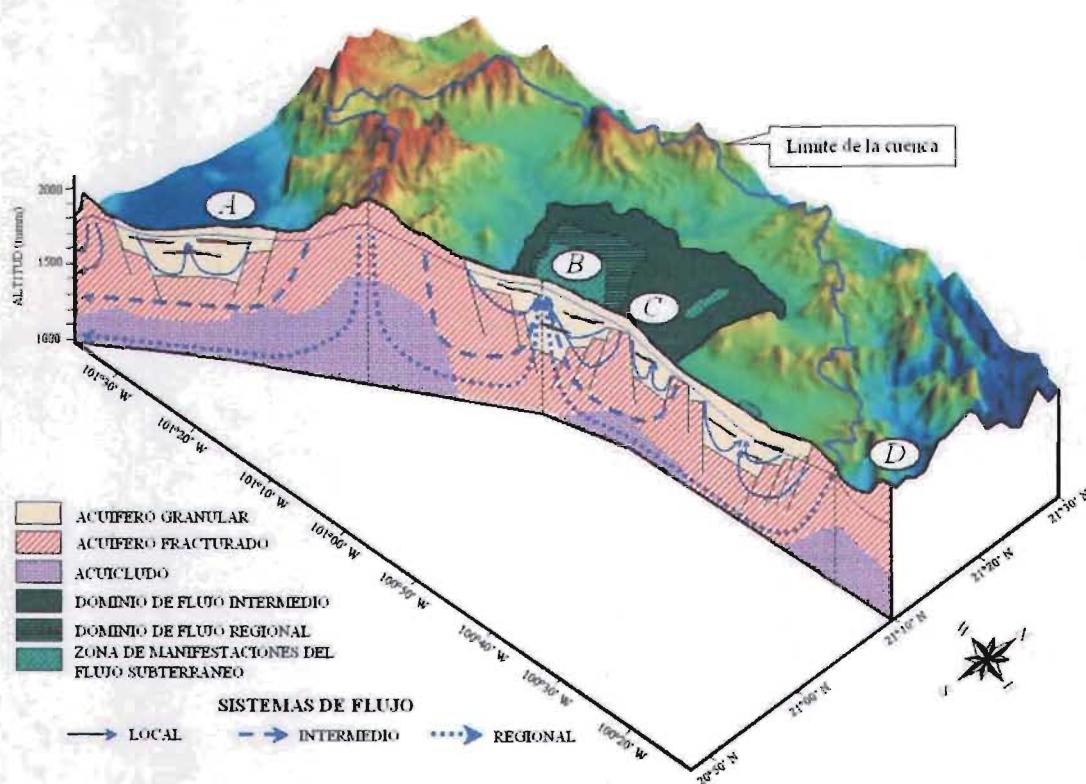 Límite de la cuenca
A
B
C
D
2000
1500
1000
101°30' W
101°20' W
101°10' W
101°00' W
100°50' W
100°40' W
100°30' W
100°20' W
20°50' N
21°00' N
21°10' N
21°20' N
21°30' N
ACUIFERO GRANULAR
ACUIFERO FRACTURADO
ACUICLUDO
DOMINIO DE FLUJO INTERMEDIO
DOMINIO DE FLUJO REGIONAL
ZONA DE MANIFESTACIONES DEL
FLUJO SUBTERRANEO
SISTEMAS DE FLUJO
LOCAL
INTERMEDIO
REGIONAL